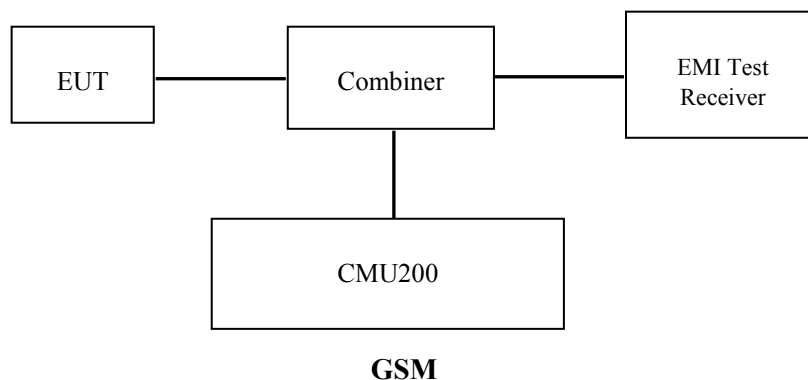 EUT
Combiner
EMI Test
Receiver
CMU200
GSM